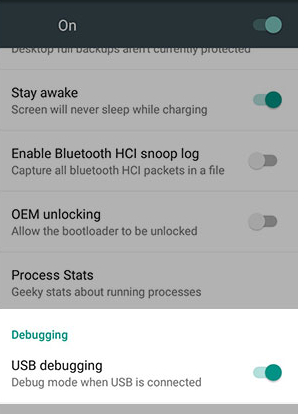 On
Desktop full backups aren't currently protected
Stay awake
Screen will never sleep while charging
Enable Bluetooth HCI snoop log
Capture all bluetooth HCI packets in a file
OEM unlocking
Allow the bootloader to be unlocked
Process Stats
Geeky stats about running processes
Debugging
USB debugging
Debug mode when USB is connected